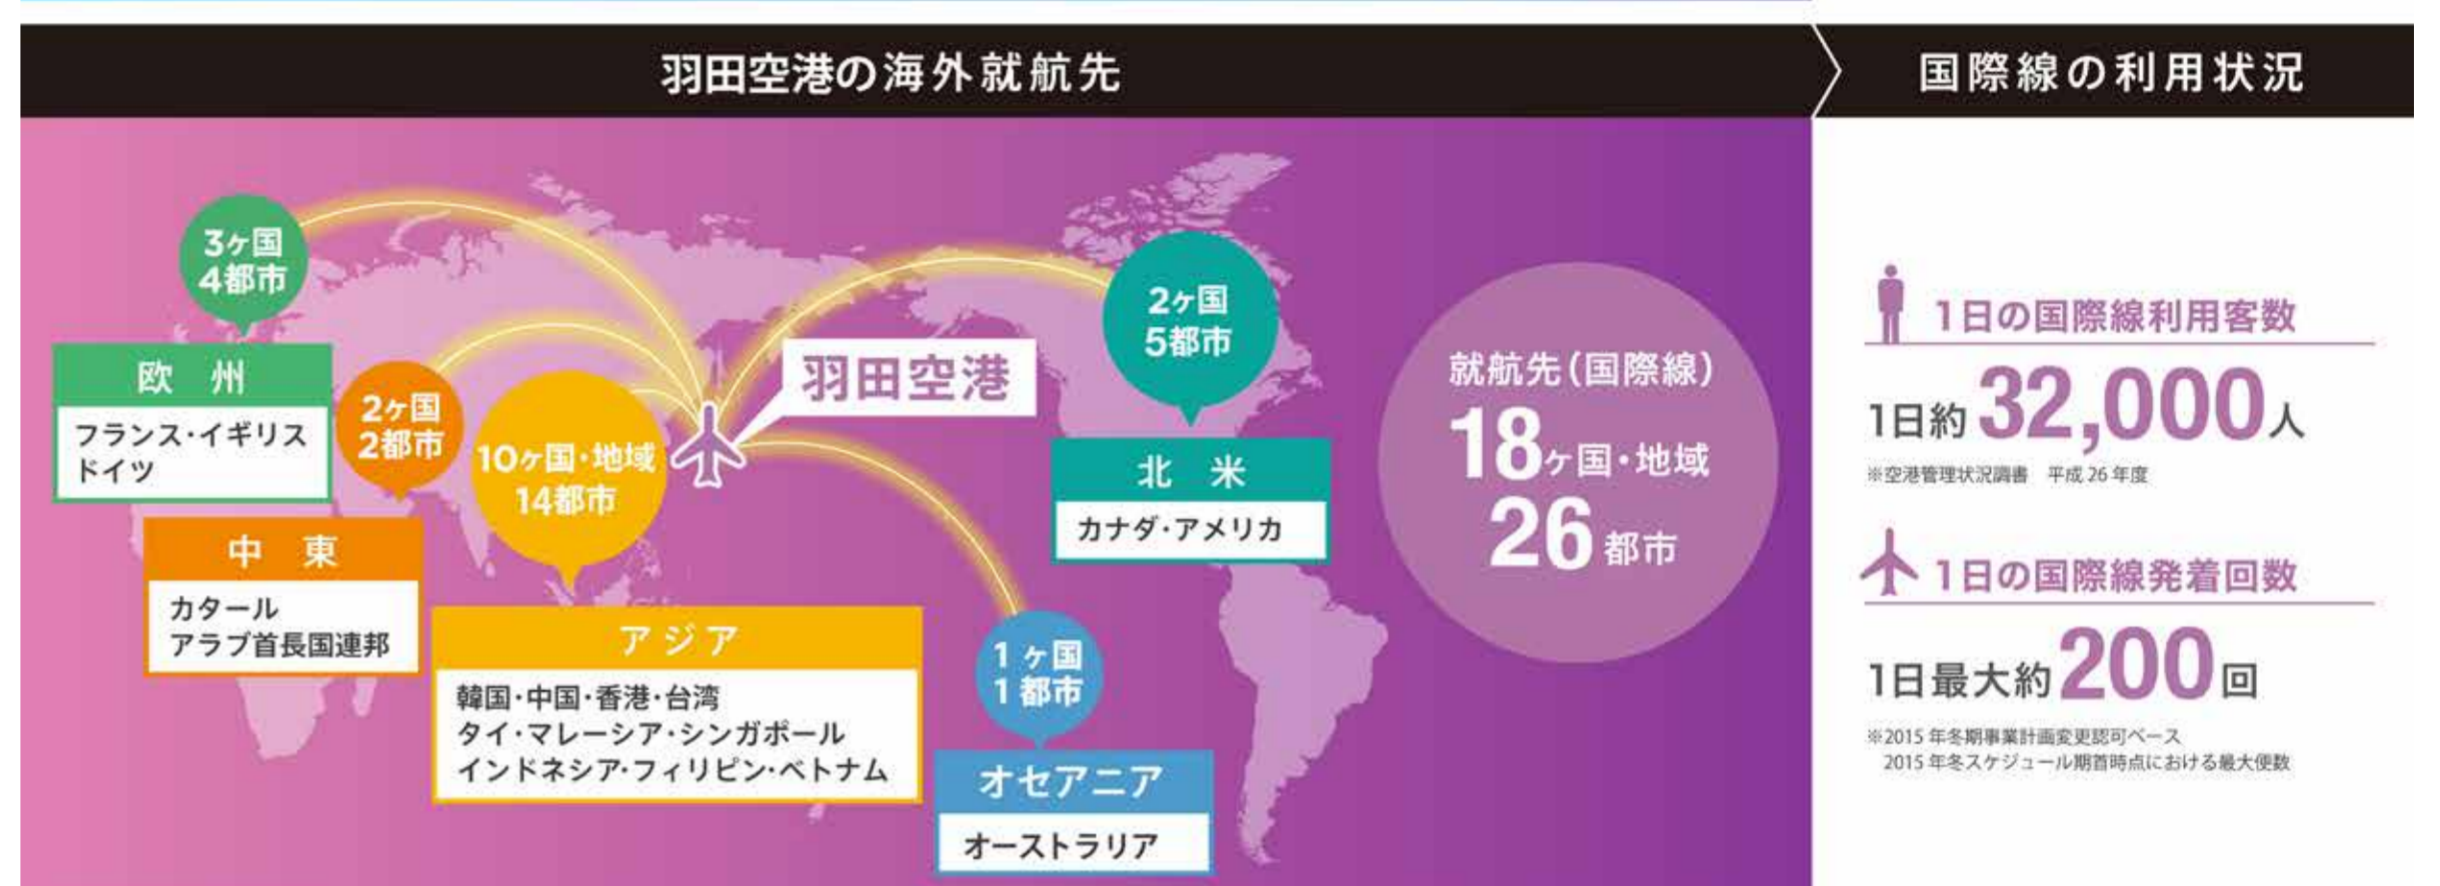 羽田空港の海外就航先
国際線の利用状況
3ヶ国
4都市
欧 州
フランス・イギリス
ドイツ
2ヶ国
2都市
中 東
カタール
アラブ首長国連邦
10ヶ国・地域
14都市
アジア
韓国・中国・香港・台湾
タイ・マレーシア・シンガポール
インドネシア・フィリピン・ベトナム
羽田空港
2ヶ国
5都市
北 米
カナダ・アメリカ
1ヶ国
1都市
オセアニア
オーストラリア
就航先(国際線)
18ヶ国・地域
26都市
1日の国際線利用客数
1日約32,000人
※空港管理状況調書 平成26年度
1日の国際線発着回数
1日最大約200回
※2015年冬期事業計画変更認可ベース
2015年冬スケジュール期首時点における最大便数